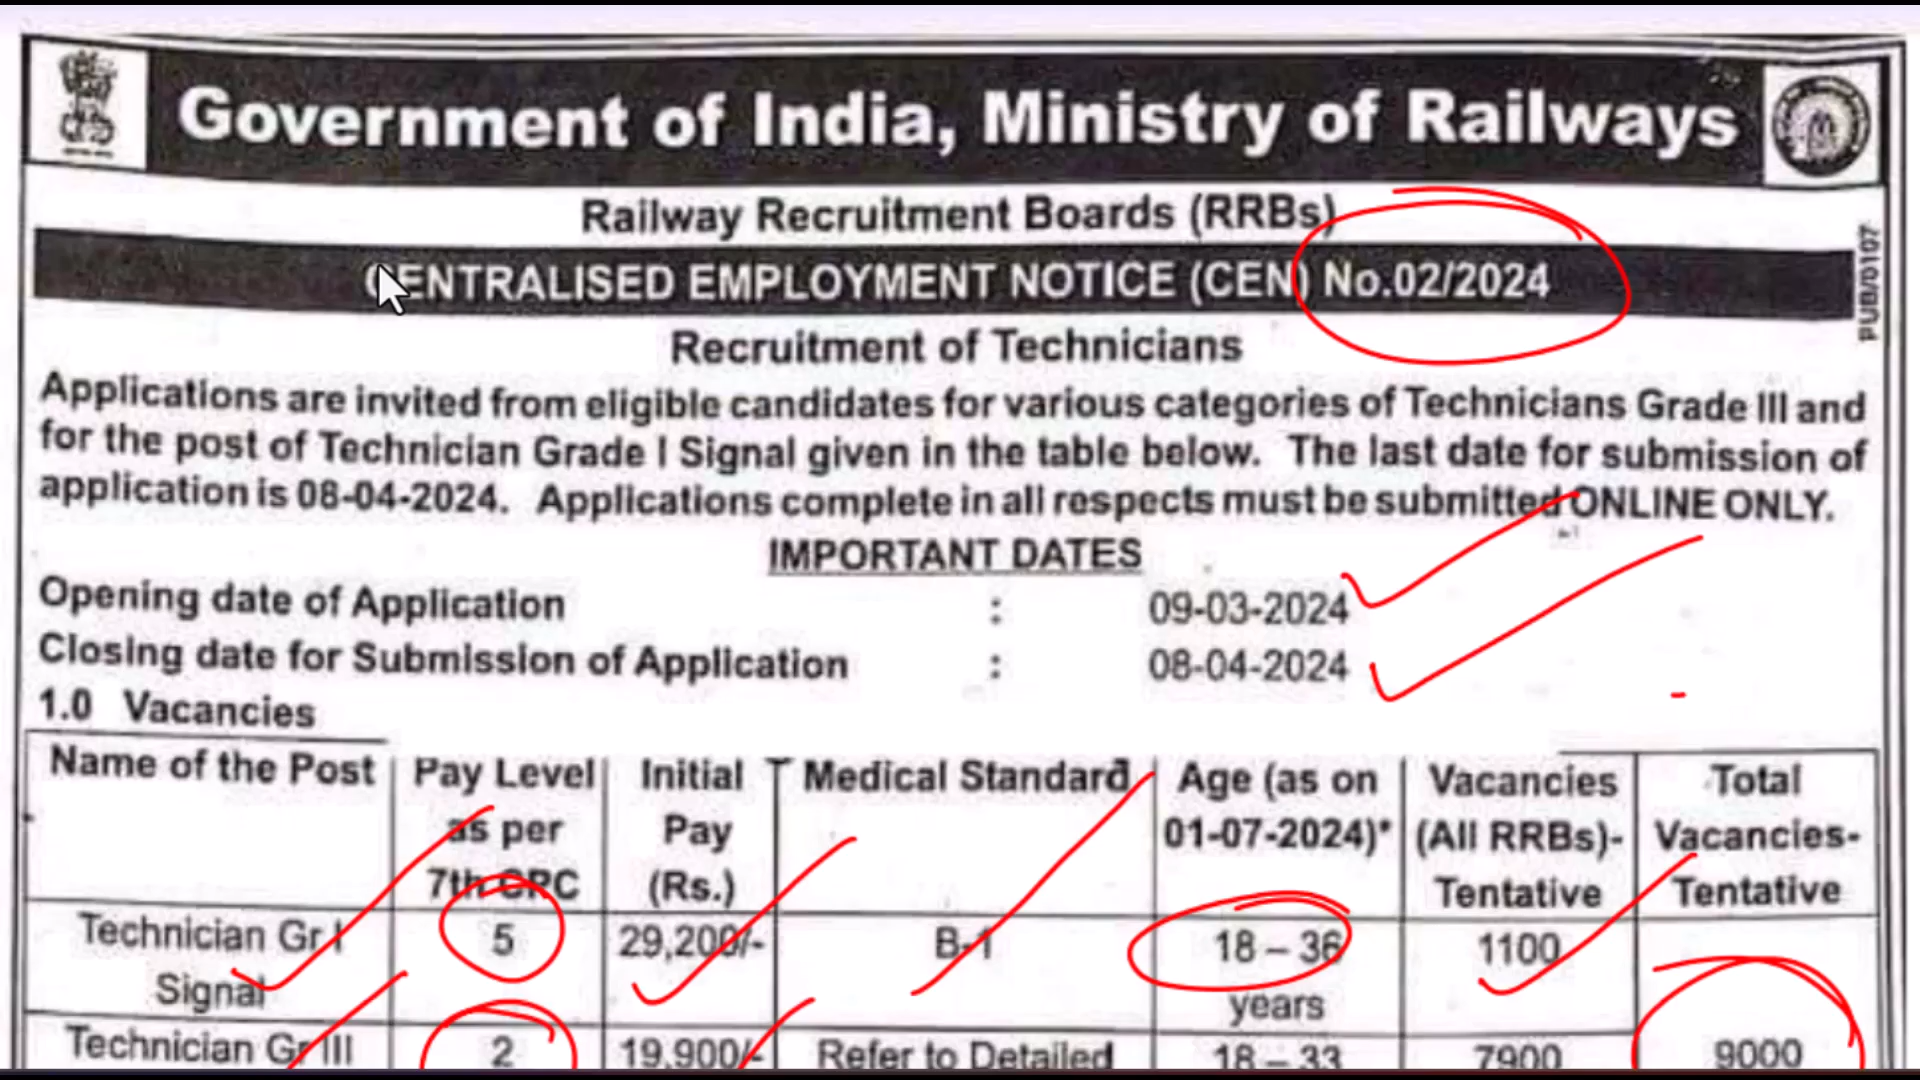 Government of India, Ministry of Railways
Railway Recruitment Boards (RRBs)
CENTRALISED EMPLOYMENT NOTICE (CEN) No.02/2024
PUB/0107
Recruitment of Technicians
Applications are invited from eligible candidates for various categories of Technicians Grade III and
for the post of Technician Grade I Signal given in the table below. The last date for submission of
application is 08-04-2024. Applications complete in all respects must be submitted ONLINE ONLY.
IMPORTANT DATES
Opening date of Application : 09-03-2024
Closing date for Submission of Application : 08-04-2024
1.0 Vacancies
Name of the Post Pay Level Initial Medical Standard Age (as on Vacancies Total
as per Pay 01-07-2024)* (All RRBs)- Vacancies-
7th CPC (Rs.) Tentative Tentative
Technician Gr I 5 29,200/- B-1 18 – 36 1100
Signal years
Technician Gr III 2 19,900/- Refer to Detailed 18 – 33 7900 9000